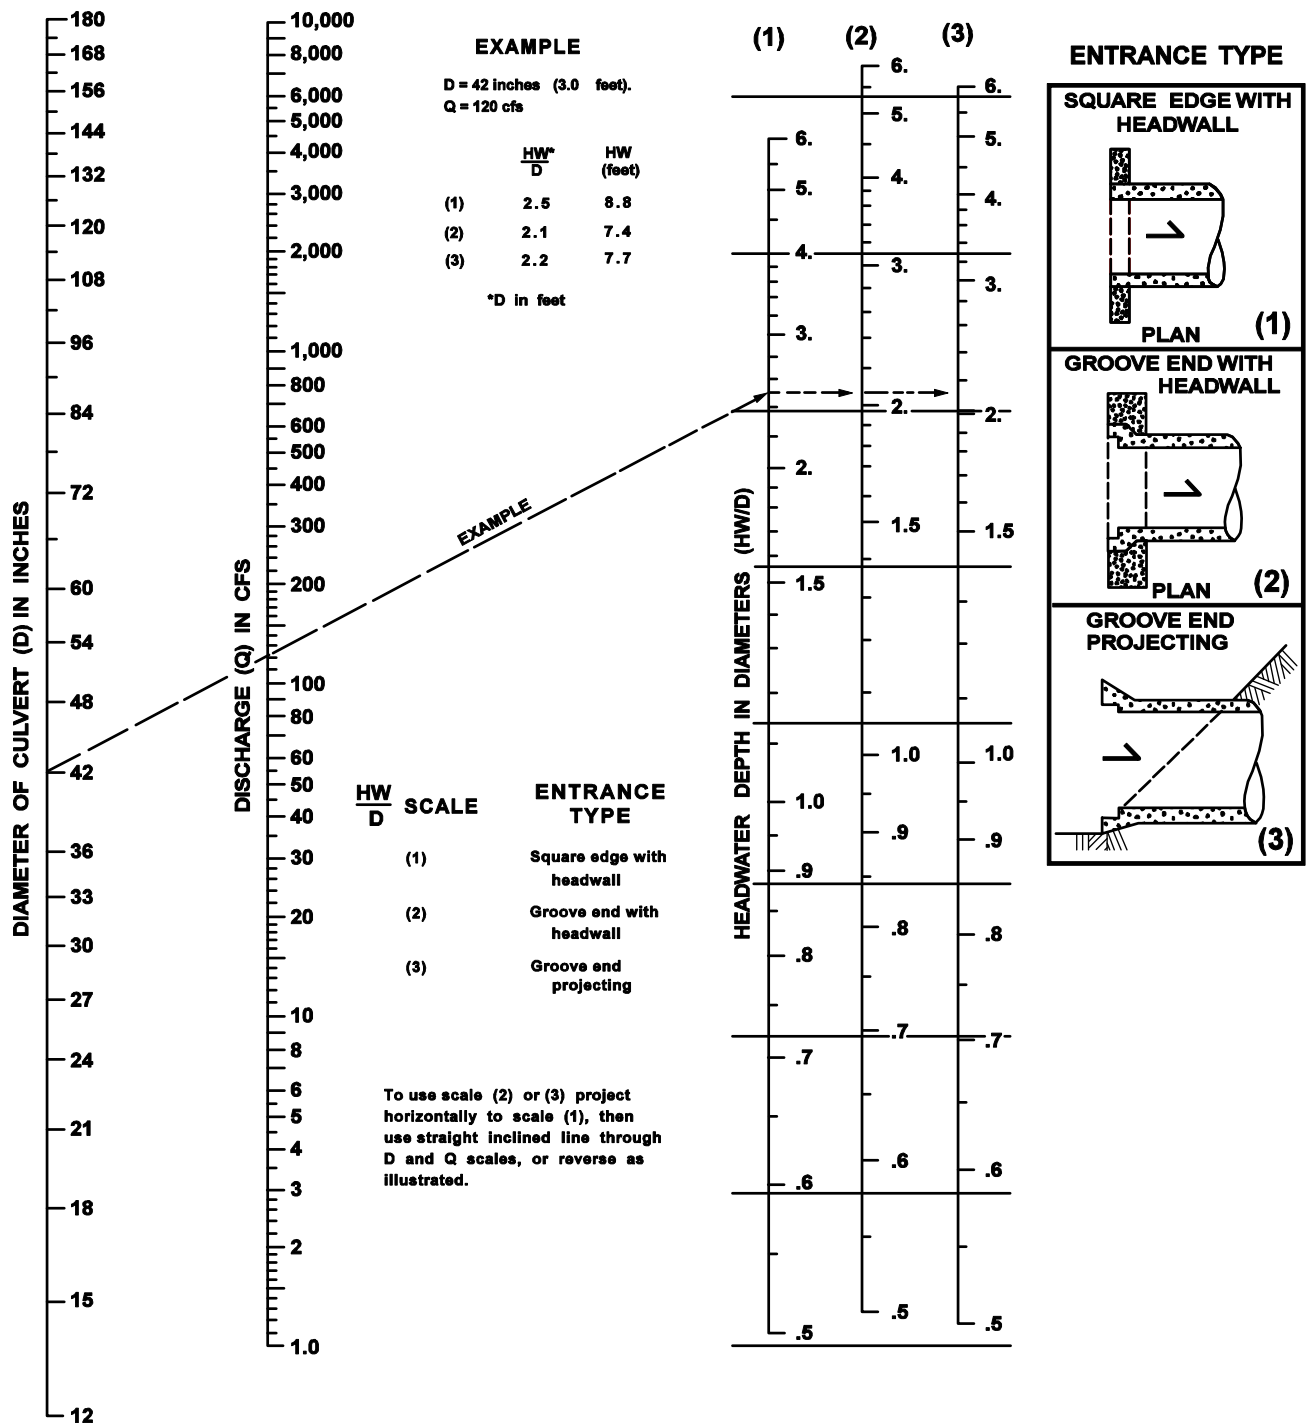 180
168
156
144
132
120
108
96
84
72
60
54
48
42
36
33
30
27
24
21
18
15
12
DIAMETER OF CULVERT (D) IN INCHES
10,000
8,000
6,000
5,000
4,000
3,000
2,000
1,000
800
600
500
400
300
200
100
80
60
50
40
30
20
10
8
6
5
4
3
2
1.0
DISCHARGE (Q) IN CFS
EXAMPLE
D = 42 inches (3.0 feet).
Q = 120 cfs
HW* HW
D (feet)
(1) 2.5 8.8
(2) 2.1 7.4
(3) 2.2 7.7
*D in feet
EXAMPLE
HW SCALE ENTRANCE
D TYPE
(1) Square edge with
headwall
(2) Groove end with
headwall
(3) Groove end
projecting
To use scale (2) or (3) project
horizontally to scale (1), then
use straight inclined line through
D and Q scales, or reverse as
illustrated.
HEADWATER DEPTH IN DIAMETERS (HW/D)
(1)
6.
5.
4.
3.
2.
1.5
1.0
.9
.8
.7
.6
.5
(2)
6.
5.
4.
3.
2.
1.5
1.0
.9
.8
.7
.6
.5
(3)
6.
5.
4.
3.
2.
1.5
1.0
.9
.8
.7
.6
.5
ENTRANCE TYPE
SQUARE EDGE WITH
HEADWALL
PLAN
(1)
GROOVE END WITH
HEADWALL
PLAN
(2)
GROOVE END
PROJECTING
(3)